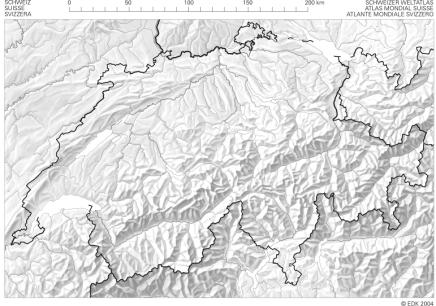 SCHWEIZ
SUISSE
SVIZZERA
0 50 100 150 200 km
SCHWEIZER WELTATLAS
ATLAS MONDIAL SUISSE
ATLANTE MONDIALE SVIZZERO
© EDK 2004